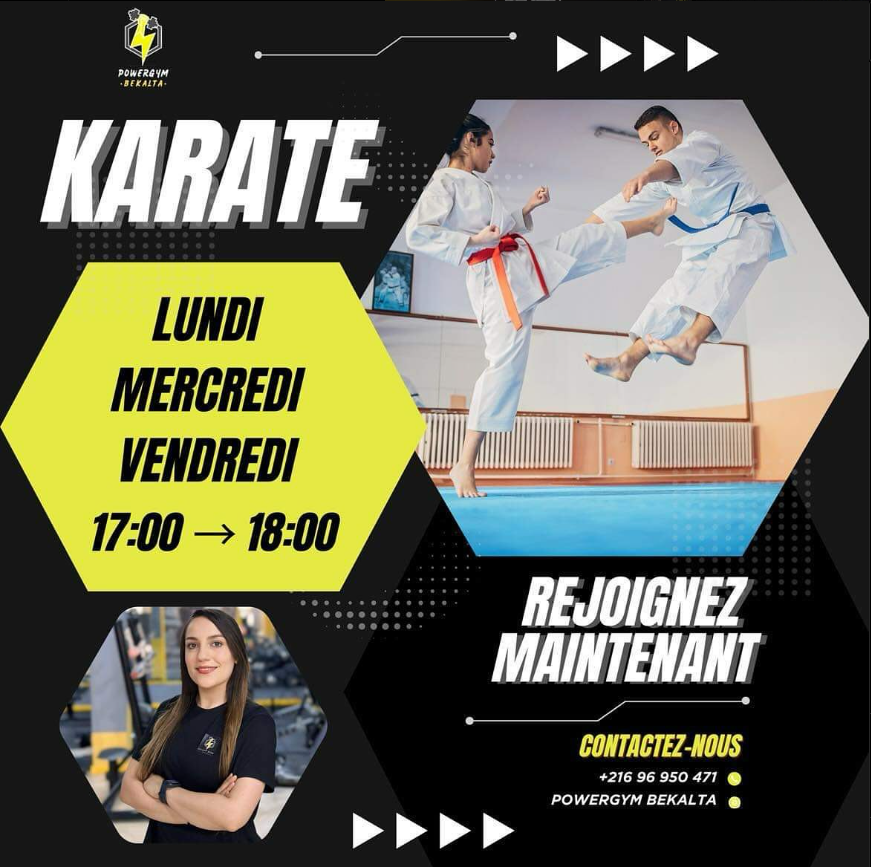 POWERGYM
·BEKALTA·
KARATE
LUNDI
MERCREDI
VENDREDI
17:00 → 18:00
REJOIGNEZ
MAINTENANT
CONTACTEZ-NOUS
+216 96 950 471
POWERGYM BEKALTA